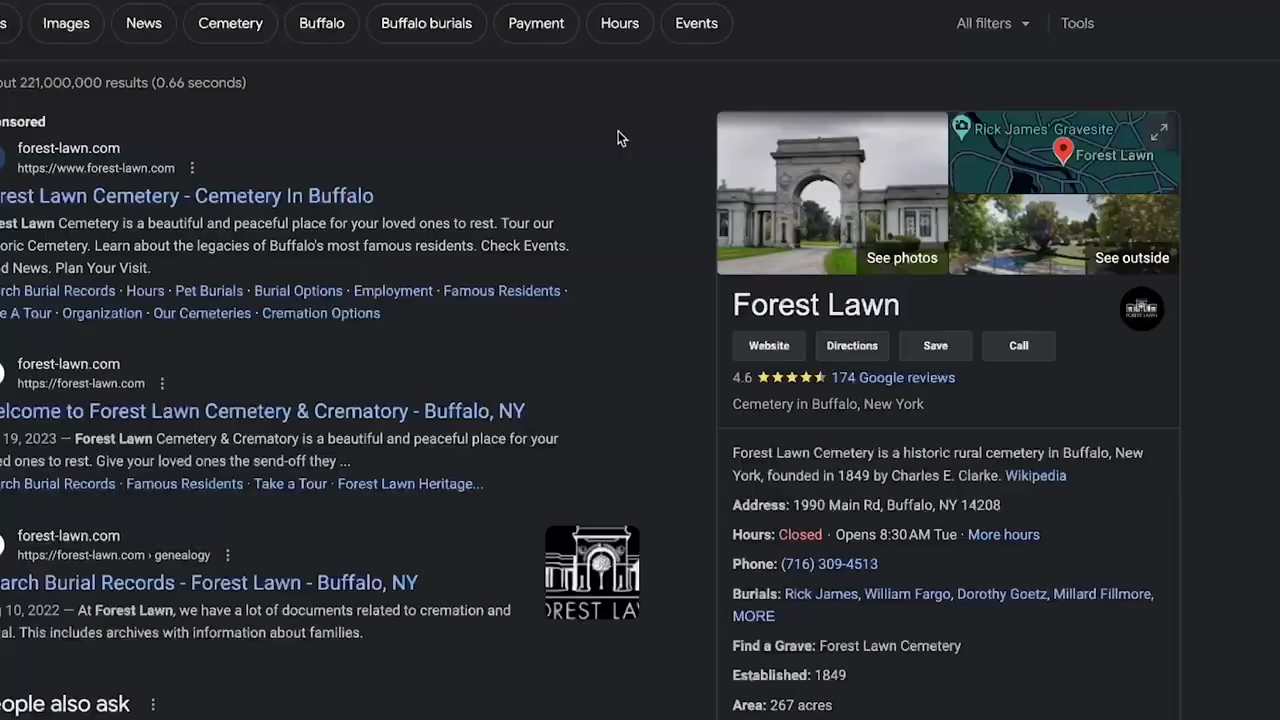 s
Images
News
Cemetery
Buffalo
Buffalo burials
Payment
Hours
Events
All filters
Tools
out 221,000,000 results (0.66 seconds)
onsored
forest-lawn.com
https://www.forest-lawn.com
rest Lawn Cemetery - Cemetery In Buffalo
est Lawn Cemetery is a beautiful and peaceful place for your loved ones to rest. Tour our
oric Cemetery. Learn about the legacies of Buffalo's most famous residents. Check Events.
d News. Plan Your Visit.
rch Burial Records · Hours · Pet Burials · Burial Options · Employment · Famous Residents ·
e A Tour · Organization · Our Cemeteries · Cremation Options
forest-lawn.com
https://forest-lawn.com
elcome to Forest Lawn Cemetery & Crematory - Buffalo, NY
19, 2023 — Forest Lawn Cemetery & Crematory is a beautiful and peaceful place for your
ed ones to rest. Give your loved ones the send-off they ...
rch Burial Records · Famous Residents · Take a Tour · Forest Lawn Heritage...
forest-lawn.com
https://forest-lawn.com › genealogy
arch Burial Records - Forest Lawn - Buffalo, NY
10, 2022 — At Forest Lawn, we have a lot of documents related to cremation and
al. This includes archives with information about families.
OREST LA
ople also ask
Rick James' Gravesite
Forest Lawn
See photos
See outside
Forest Lawn
Website
Directions
Save
Call
4.6 174 Google reviews
Cemetery in Buffalo, New York
Forest Lawn Cemetery is a historic rural cemetery in Buffalo, New
York, founded in 1849 by Charles E. Clarke. Wikipedia
Address: 1990 Main Rd, Buffalo, NY 14208
Hours: Closed · Opens 8:30 AM Tue · More hours
Phone: (716) 309-4513
Burials: Rick James, William Fargo, Dorothy Goetz, Millard Fillmore,
MORE
Find a Grave: Forest Lawn Cemetery
Established: 1849
Area: 267 acres